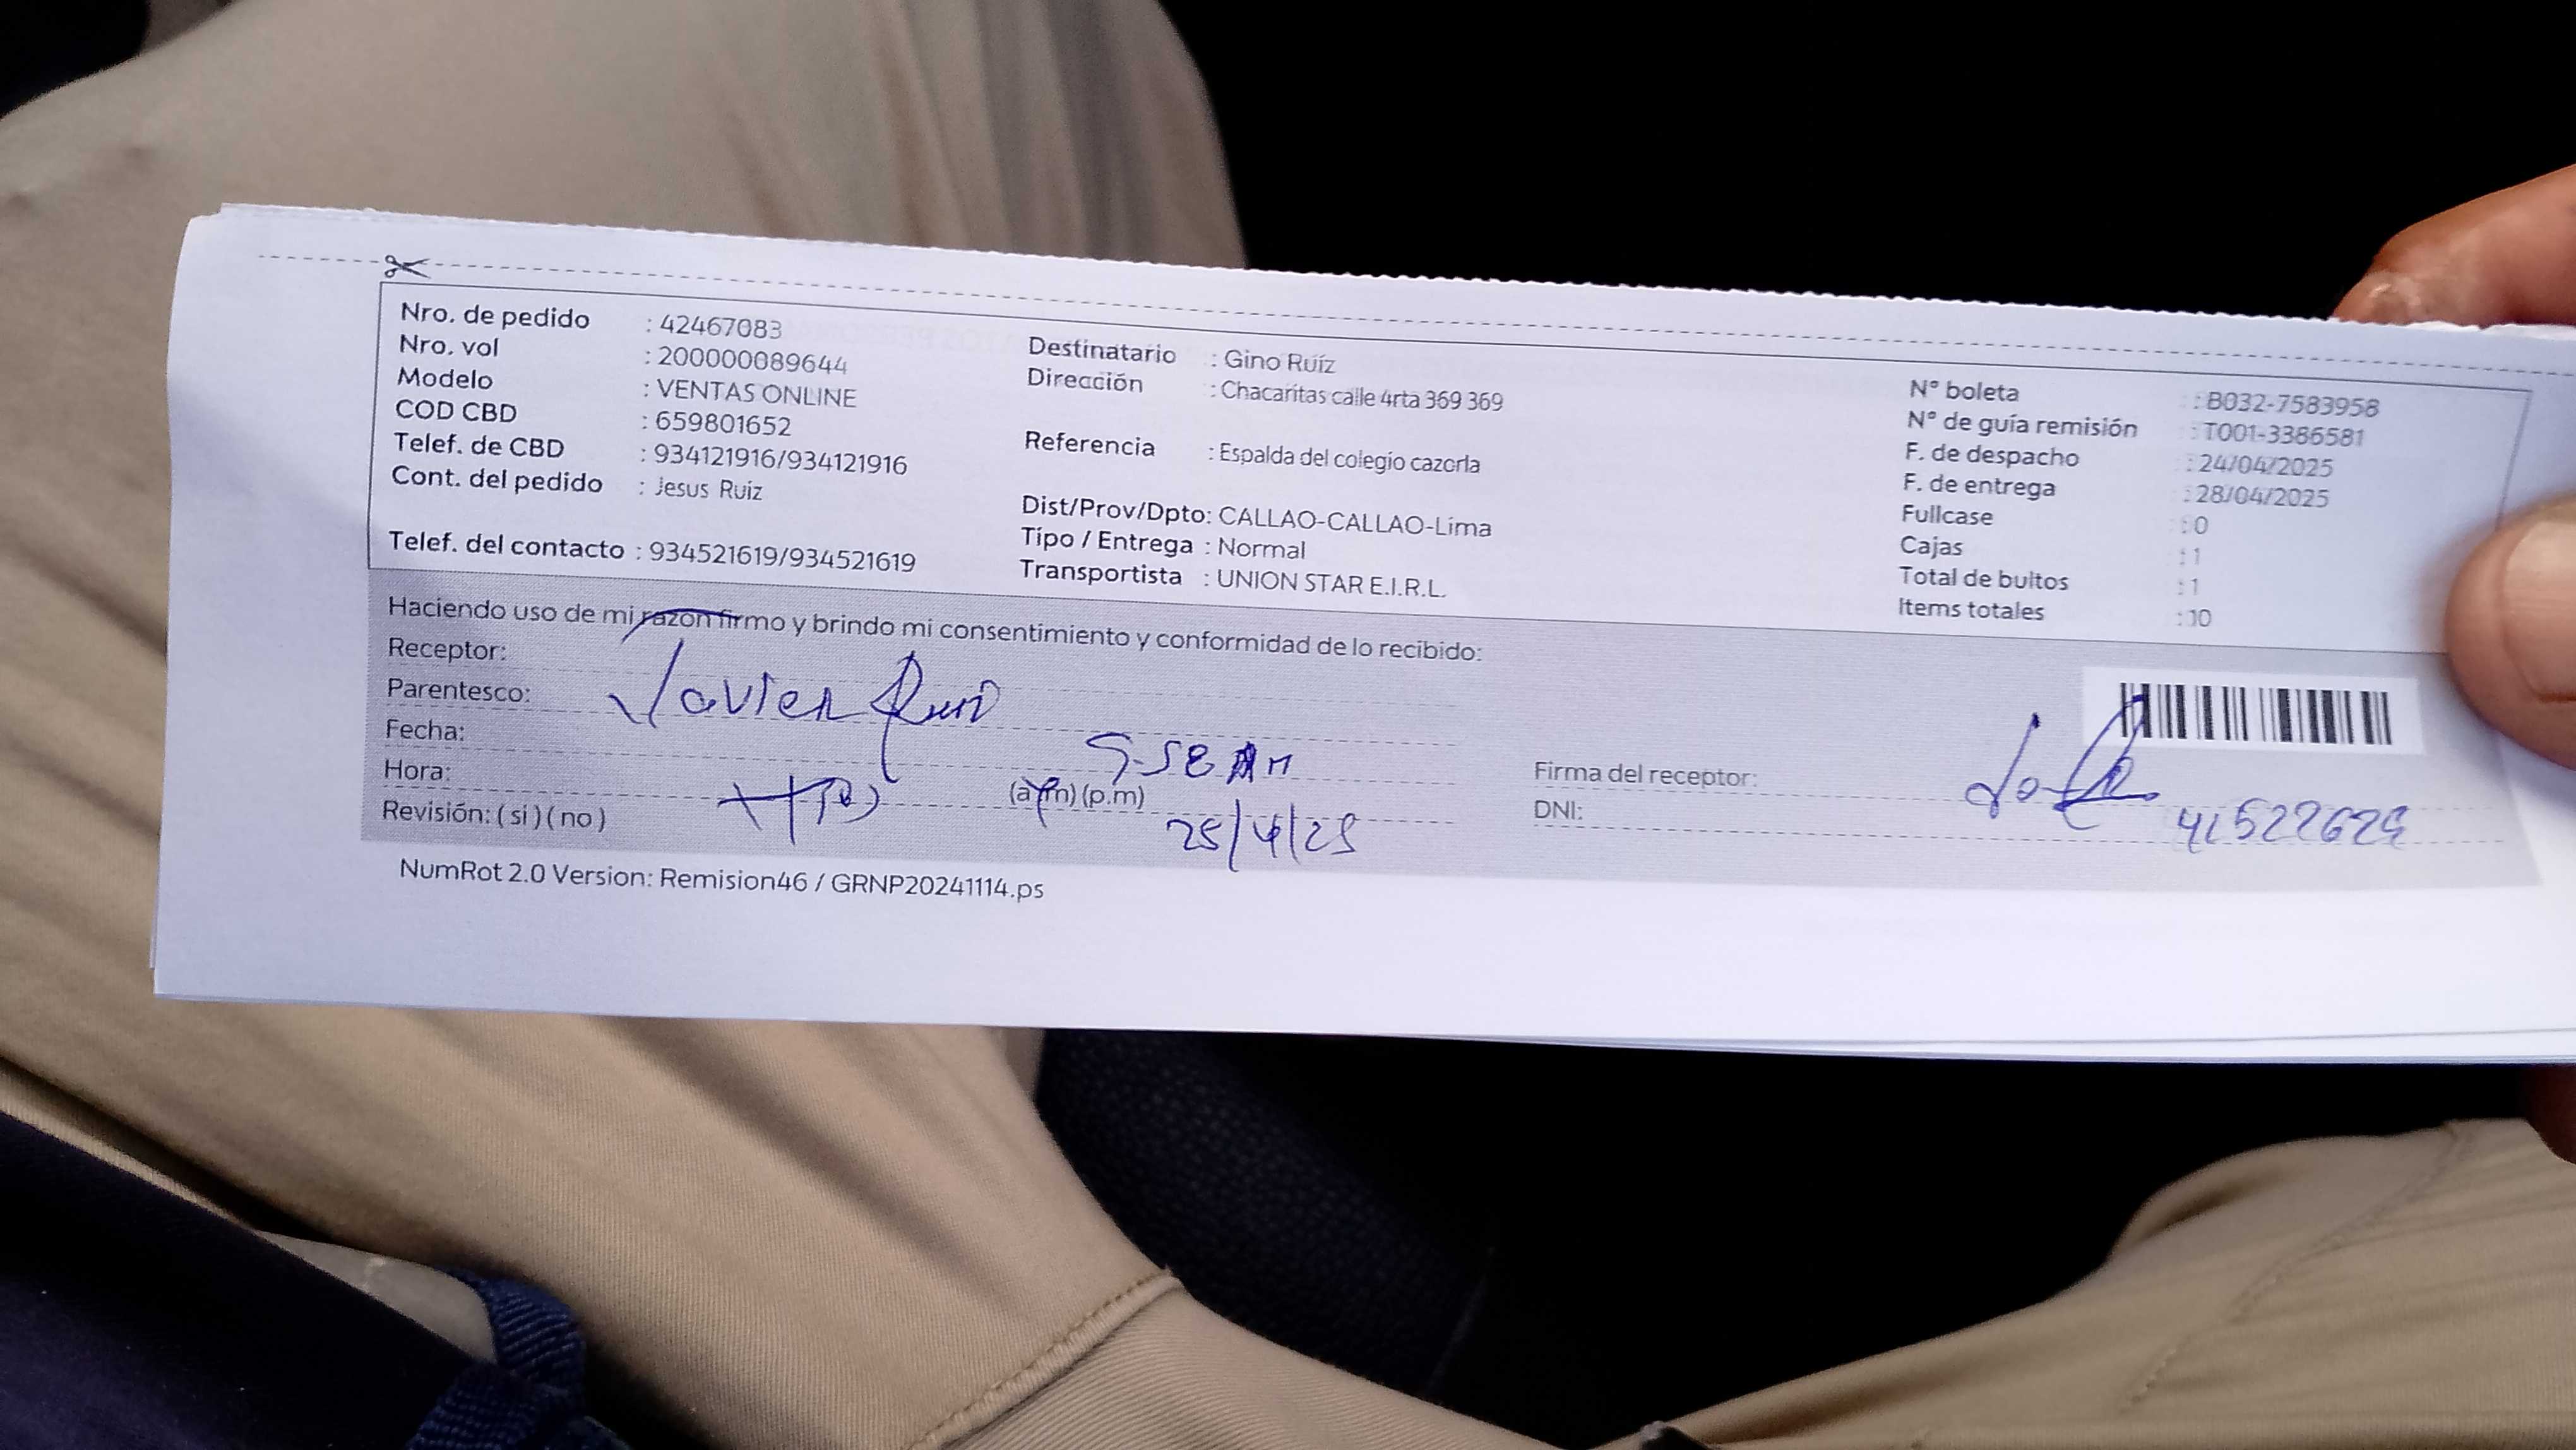 Nro. de pedido : 42467083
Nro. vol : 200000089644
Modelo : VENTAS ONLINE
COD CBD : 659801652
Telef. de CBD : 934121916/934121916
Cont. del pedido : Jesus Ruiz
Telef. del contacto : 934521619/934521619
Destinatario : Gino Ruíz
Dirección : Chacaritas calle 4rta 369 369
Referencia : Espalda del colegio cazorla
Dist/Prov/Dpto: CALLAO-CALLAO-Lima
Tipo / Entrega : Normal
Transportista : UNION STAR E.I.R.L.
N° boleta : B032-7583958
N° de guía remisión : T001-3386581
F. de despacho : 24/04/2025
F. de entrega : 28/04/2025
Fullcase : 0
Cajas : 1
Total de bultos : 1
Items totales : 10
Haciendo uso de mi razon firmo y brindo mi consentimiento y conformidad de lo recibido:
Receptor:
Javier Ruiz
Parentesco:
Fecha:
Hora: (a.m) (p.m)
Revisión: ( si ) ( no )
25/4/25
Firma del receptor:
DNI: 41522629
NumRot 2.0 Version: Remision46 / GRNP20241114.ps